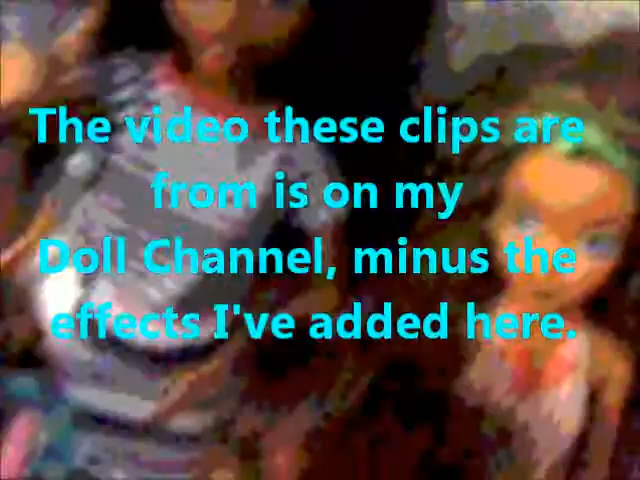 The video these clips are
from is on my
Doll Channel, minus the
effects I've added here.